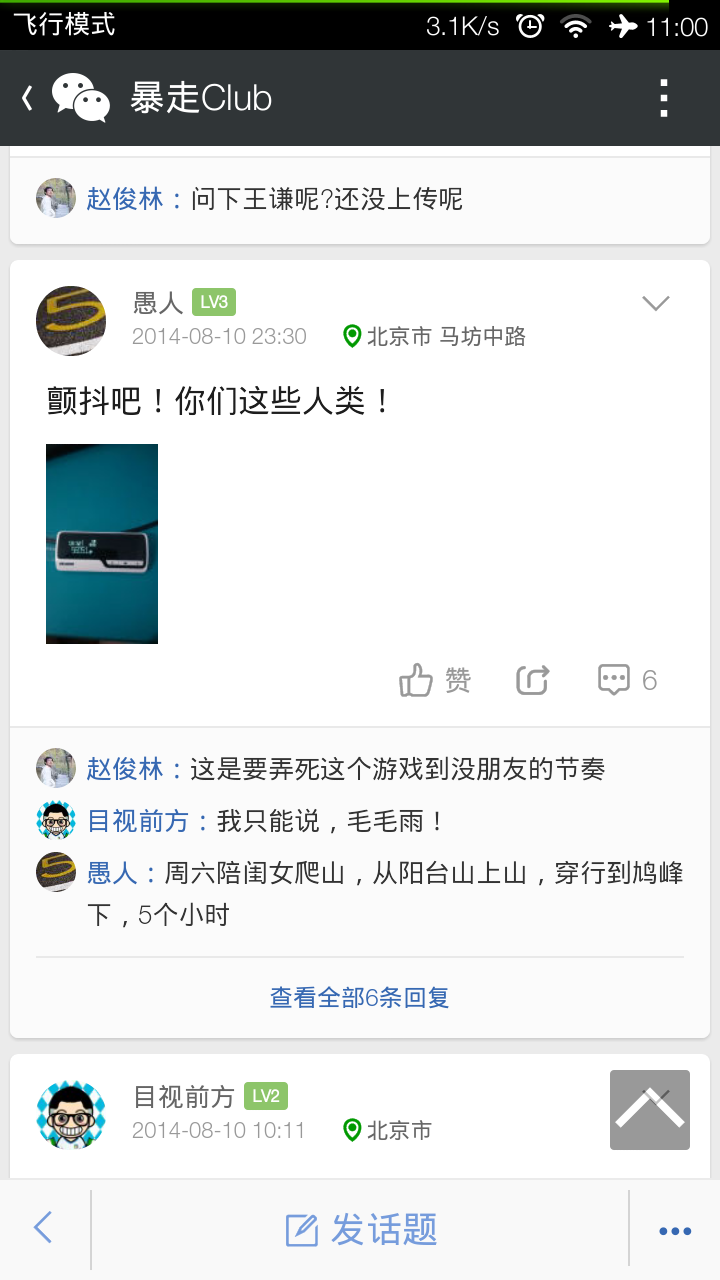 飞行模式 3.1K/s 11:00
暴走Club
赵俊林：问下王谦呢?还没上传呢
愚人 LV3
2014-08-10 23:30 北京市 马坊中路
颤抖吧！你们这些人类！
赞 6
赵俊林：这是要弄死这个游戏到没朋友的节奏
目视前方：我只能说，毛毛雨！
愚人：周六陪闺女爬山，从阳台山上山，穿行到鸠峰
下，5个小时
查看全部6条回复
目视前方 LV2
2014-08-10 10:11 北京市
发话题